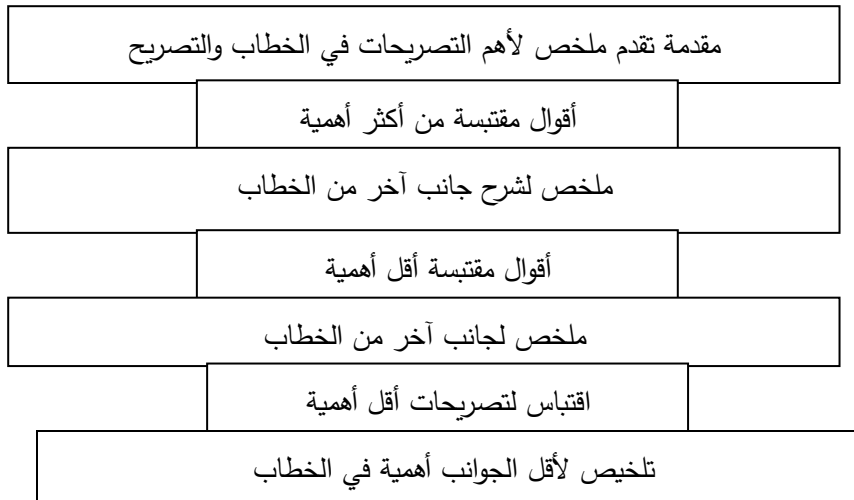 مقدمة تقدم ملخص لأهم التصريحات في الخطاب والتصريح
أقوال مقتبسة من أكثر أهمية
ملخص لشرح جانب آخر من الخطاب
أقوال مقتبسة أقل أهمية
ملخص لجانب آخر من الخطاب
اقتباس لتصريحات أقل أهمية
تلخيص لأقل الجوانب أهمية في الخطاب